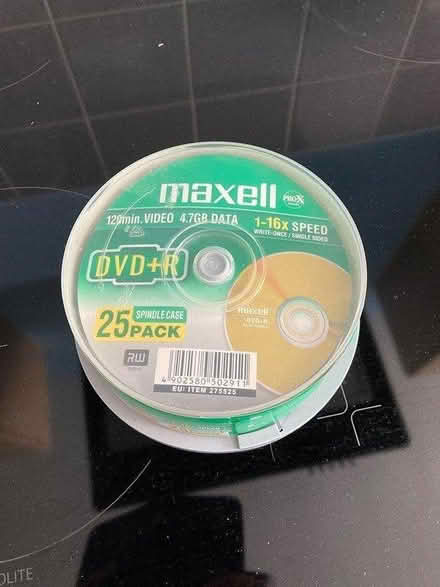 maxell
PRO-X
120min. VIDEO 4.7GB DATA
1-16x SPEED
WRITE-ONCE / SINGLE SIDED
DVD+R
maxell
DVD+R
25 SPINDLE CASE
PACK
RW
4 902580 502911
EU: ITEM 275525
OLITE